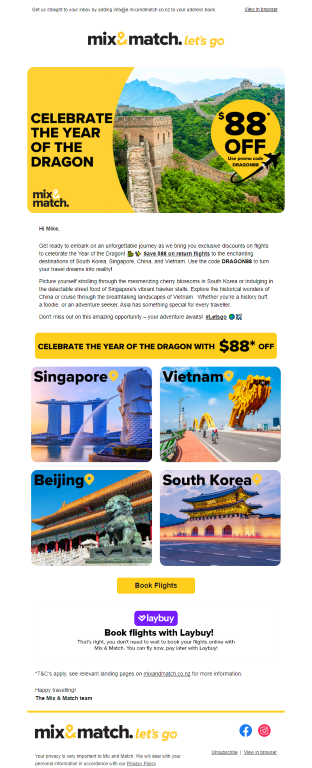 Get us straight to your inbox by adding info@e.mixandmatch.co.nz to your address book.
View in browser
mix&match. let's go
CELEBRATE
THE YEAR
OF THE
DRAGON
$88*
OFF
Use promo code
DRAGON88
mix&
match.
Hi Mike,
Get ready to embark on an unforgettable journey as we bring you exclusive discounts on flights
to celebrate the Year of the Dragon! Save $88 on return flights to the enchanting
destinations of South Korea, Singapore, China, and Vietnam. Use the code DRAGON88 to
turn your travel dreams into reality!
Picture yourself strolling through the mesmerizing cherry blossoms in South Korea or indulging in
the delectable street food of Singapore's vibrant hawker stalls. Explore the historical wonders of
China or cruise through the breathtaking landscapes of Vietnam. Whether you're a history buff,
a foodie, or an adventure seeker, Asia has something special for every traveller.
Don't miss out on this amazing opportunity – your adventure awaits! #Letsgo
CELEBRATE THE YEAR OF THE DRAGON WITH $88* OFF
Singapore
Vietnam
Beijing
South Korea
Book Flights
laybuy
Book flights with Laybuy!
That's right, you don't need to wait to book your flights online with
Mix & Match. You can fly now, pay later with Laybuy!
*T&C's apply, see relevant landing pages on mixandmatch.co.nz for more information.
Happy travelling!
The Mix & Match team
mix&match. let's go
Unsubscribe | View in browser
Your privacy is very important to Mix and Match. We will deal with your
personal information in accordance with our Privacy Policy